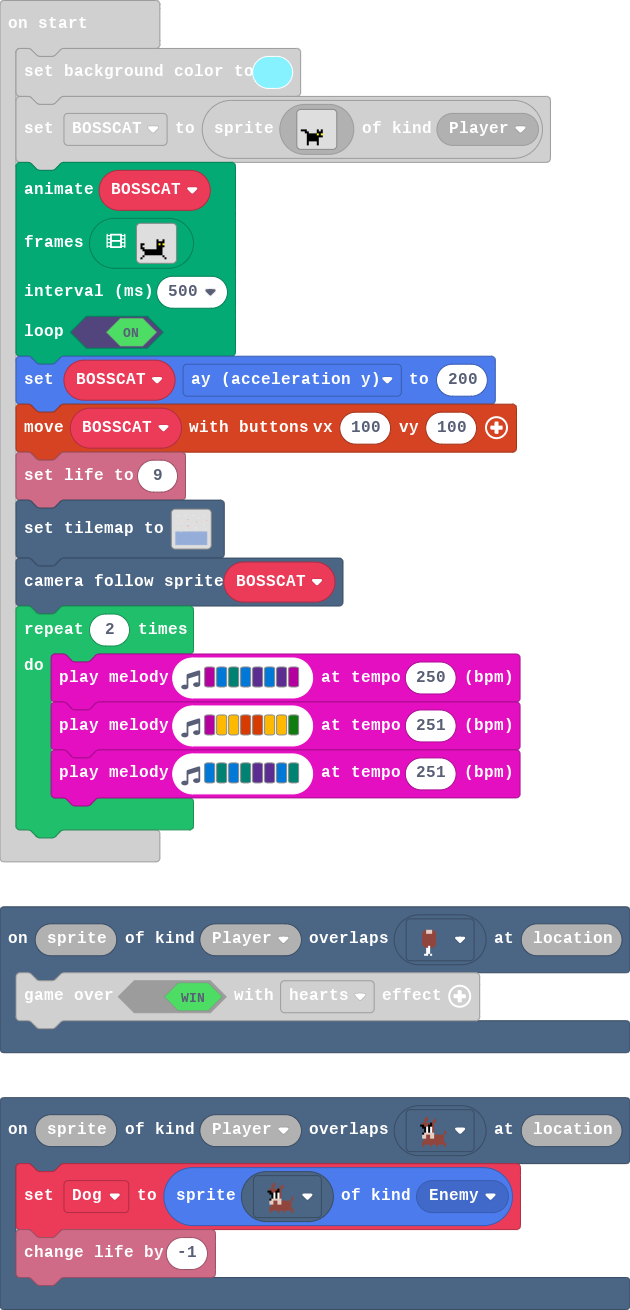 on start
set background color to
set BOSSCAT to sprite of kind Player
animate BOSSCAT
frames
interval (ms) 500
loop ON
set BOSSCAT ay (acceleration y) to 200
move BOSSCAT with buttons vx 100 vy 100
set life to 9
set tilemap to
camera follow sprite BOSSCAT
repeat 2 times
do
play melody at tempo 250 (bpm)
play melody at tempo 251 (bpm)
play melody at tempo 251 (bpm)
on sprite of kind Player overlaps at location
game over WIN with hearts effect
on sprite of kind Player overlaps at location
set Dog to sprite of kind Enemy
change life by -1